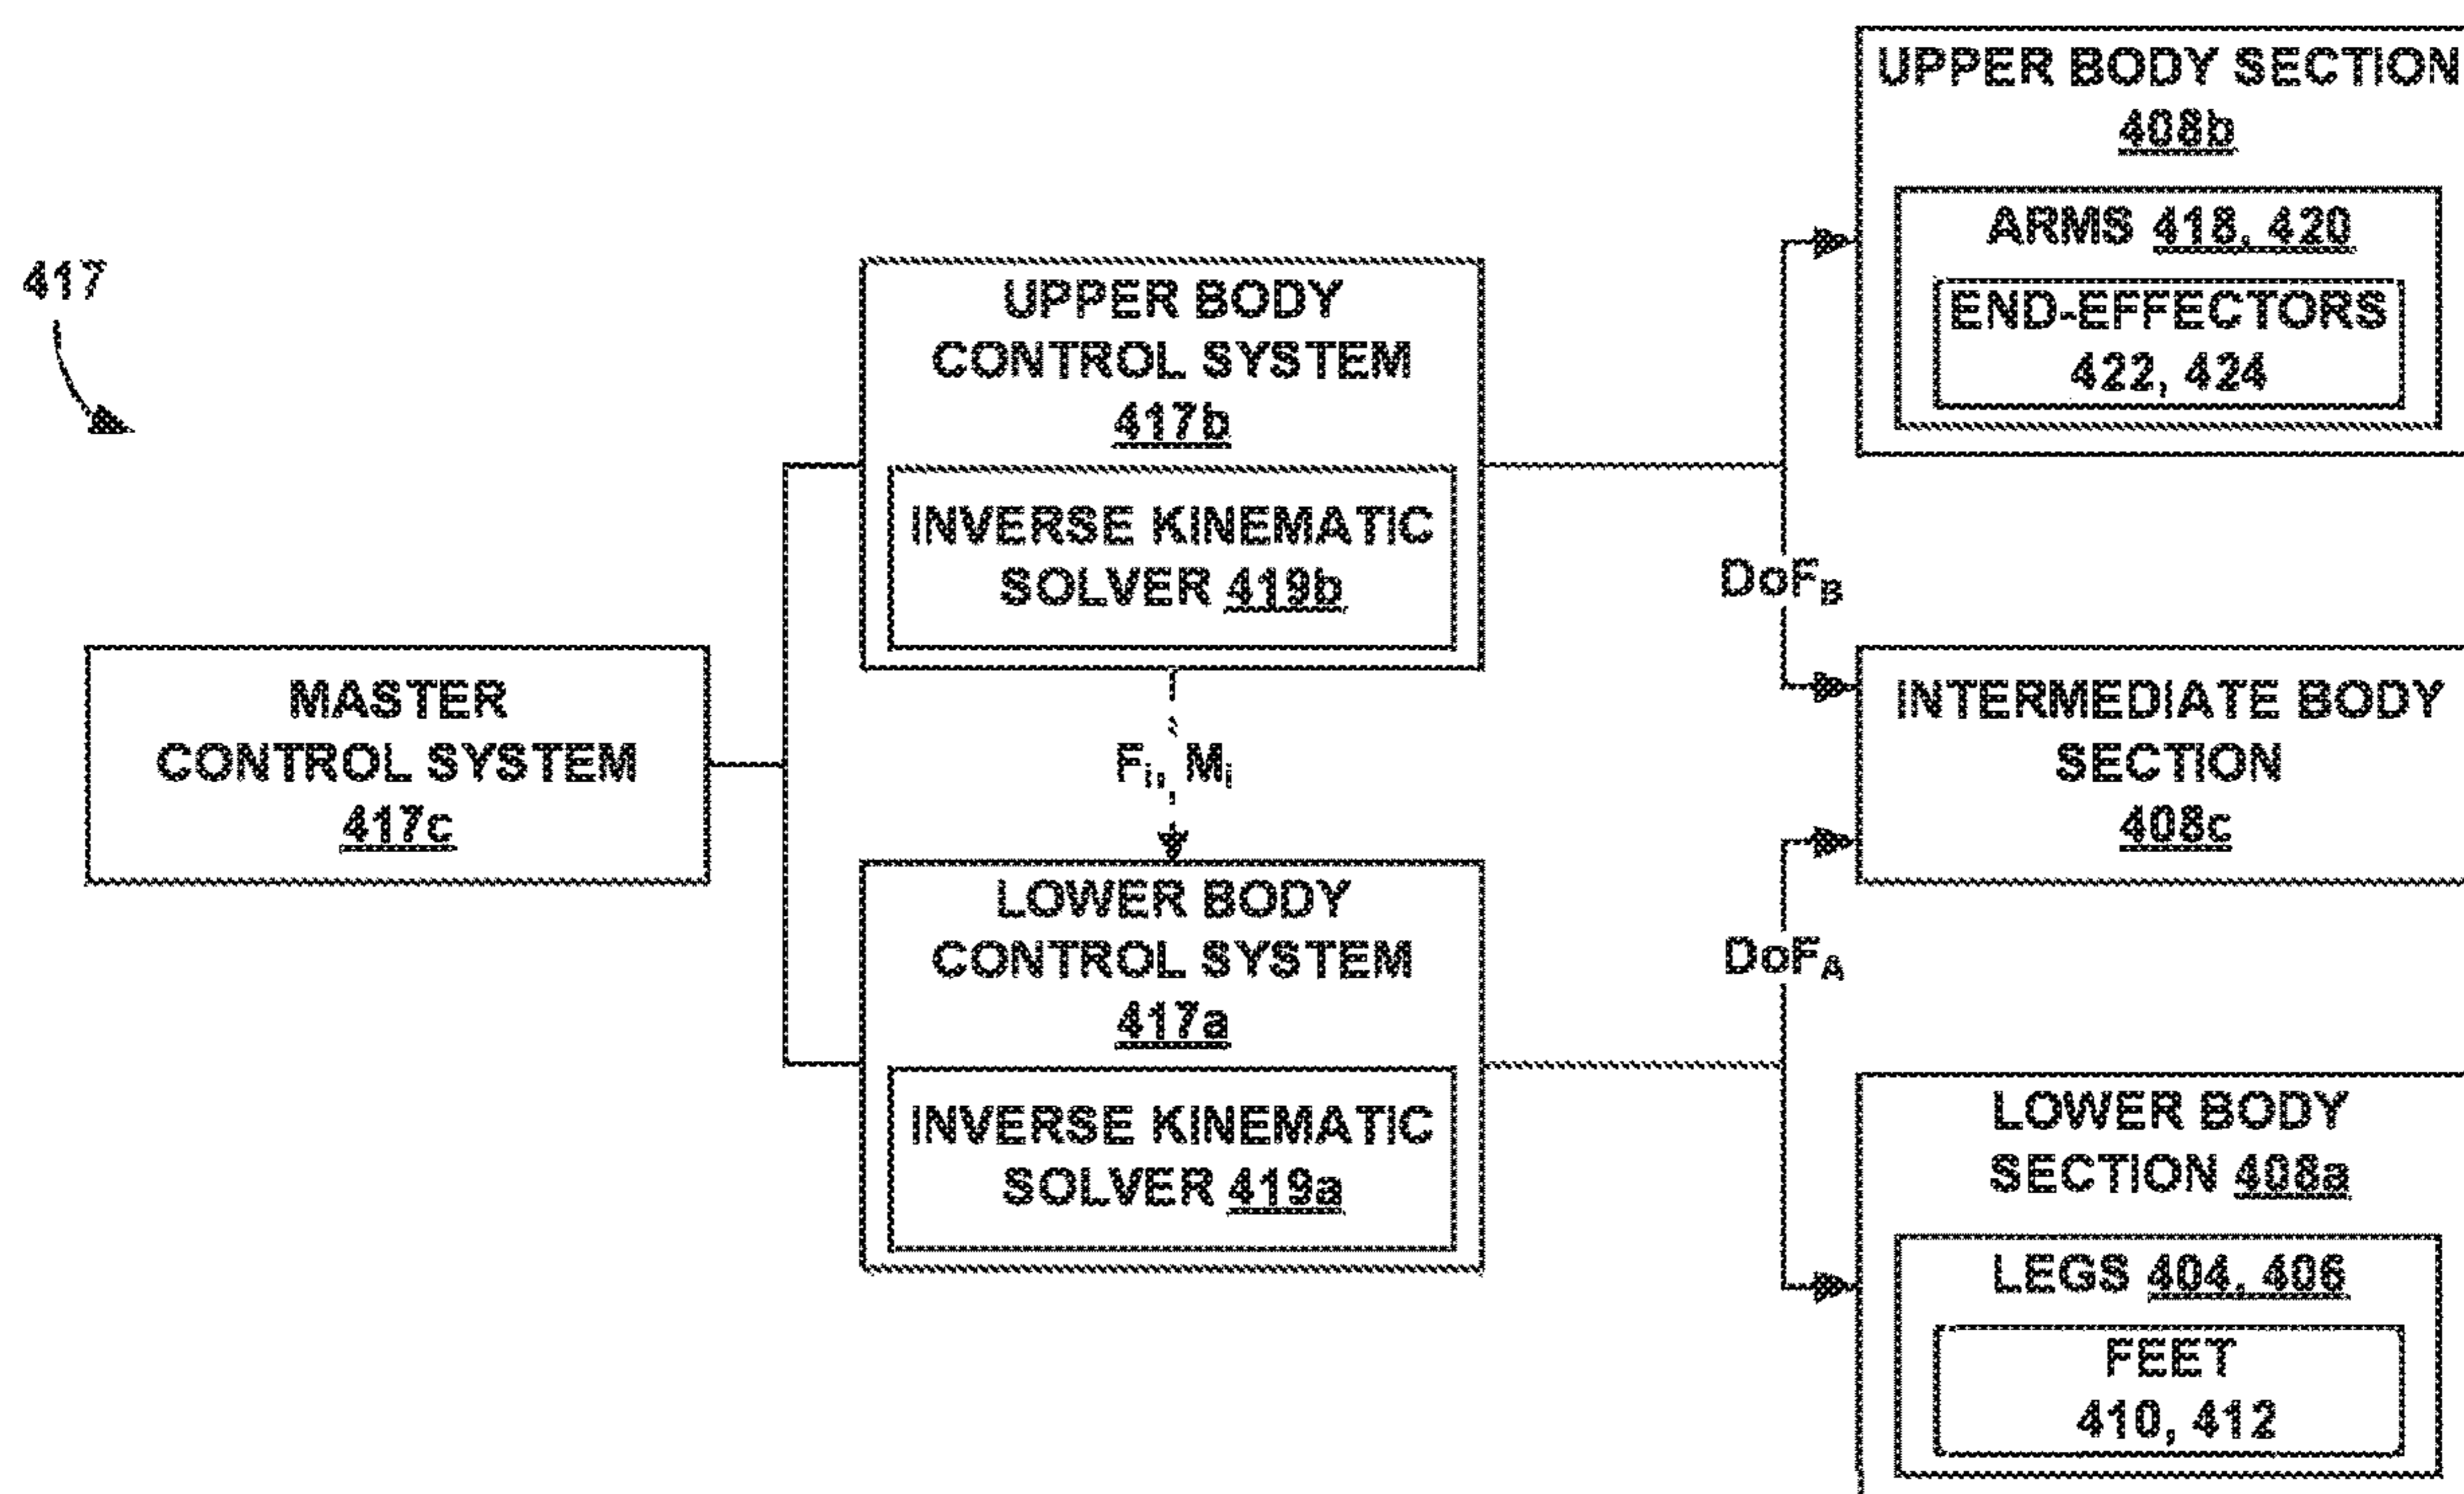 417
MASTER
CONTROL SYSTEM
417c
UPPER BODY
CONTROL SYSTEM
417b
INVERSE KINEMATIC
SOLVER 419b
Fi, Mi
LOWER BODY
CONTROL SYSTEM
417a
INVERSE KINEMATIC
SOLVER 419a
DoFB
DoFA
UPPER BODY SECTION
408b
ARMS 418, 420
END-EFFECTORS
422, 424
INTERMEDIATE BODY
SECTION
408c
LOWER BODY
SECTION 408a
LEGS 404, 406
FEET
410, 412